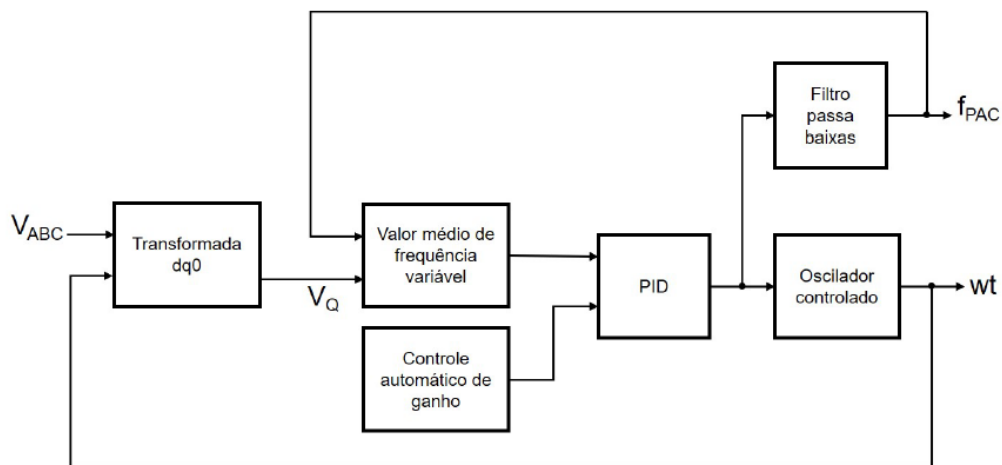 Filtro
passa
baixas
f_PAC
V_ABC
Transformada
dq0
V_Q
Valor médio de
frequência
variável
Controle
automático de
ganho
PID
Oscilador
controlado
wt